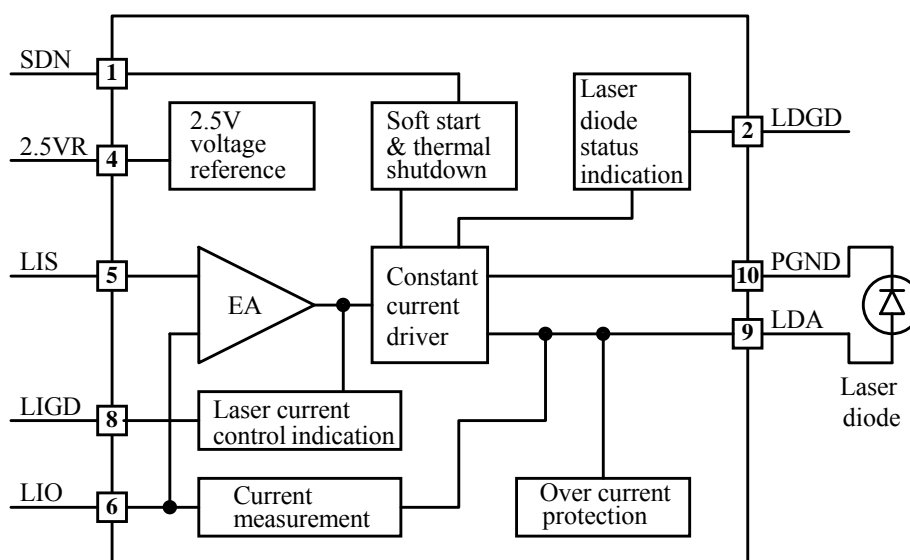 SDN
1
2.5VR
4
2.5V
voltage
reference
Soft start
& thermal
shutdown
Laser
diode
status
indication
2
LDGD
LIS
5
EA
Constant
current
driver
10
PGND
9
LDA
Laser
diode
LIGD
8
Laser current
control indication
LIO
6
Current
measurement
Over current
protection